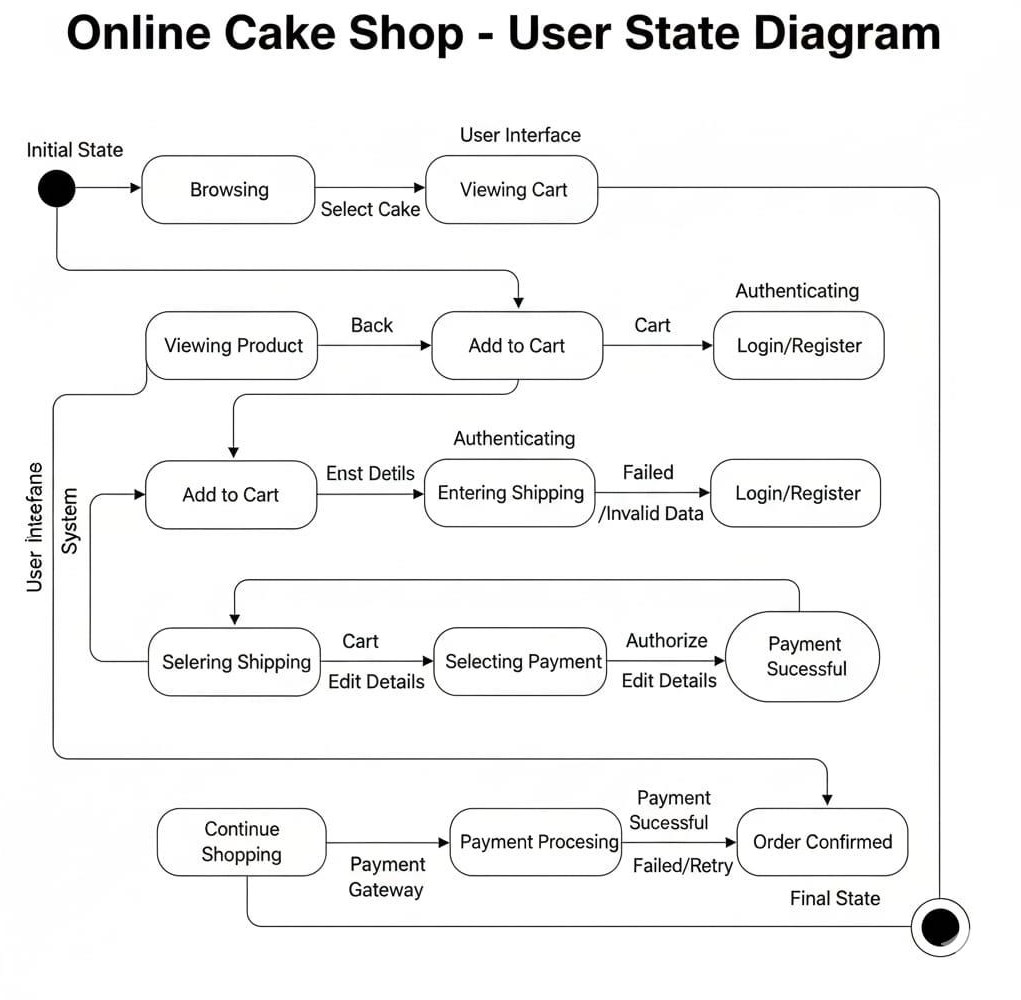 Online Cake Shop - User State Diagram
Initial State
User Interface
Browsing
Select Cake
Viewing Cart
Authenticating
Viewing Product
Back
Add to Cart
Cart
Login/Register
Authenticating
Add to Cart
Enst Detils
Entering Shipping
Failed
/Invalid Data
Login/Register
User intefane
System
Selering Shipping
Cart
Edit Details
Selecting Payment
Authorize
Edit Details
Payment
Sucessful
Continue
Shopping
Payment
Gateway
Payment Procesing
Payment
Sucessful
Failed/Retry
Order Confirmed
Final State